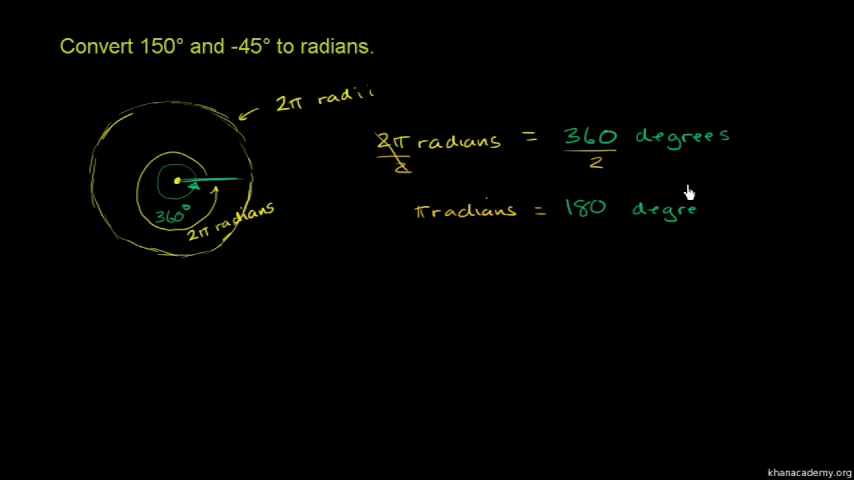 Convert 150° and -45° to radians.
2π radii
2π radians = 360 degrees
2 2
π radians = 180 degre
360°
2π radians
khanacademy.org